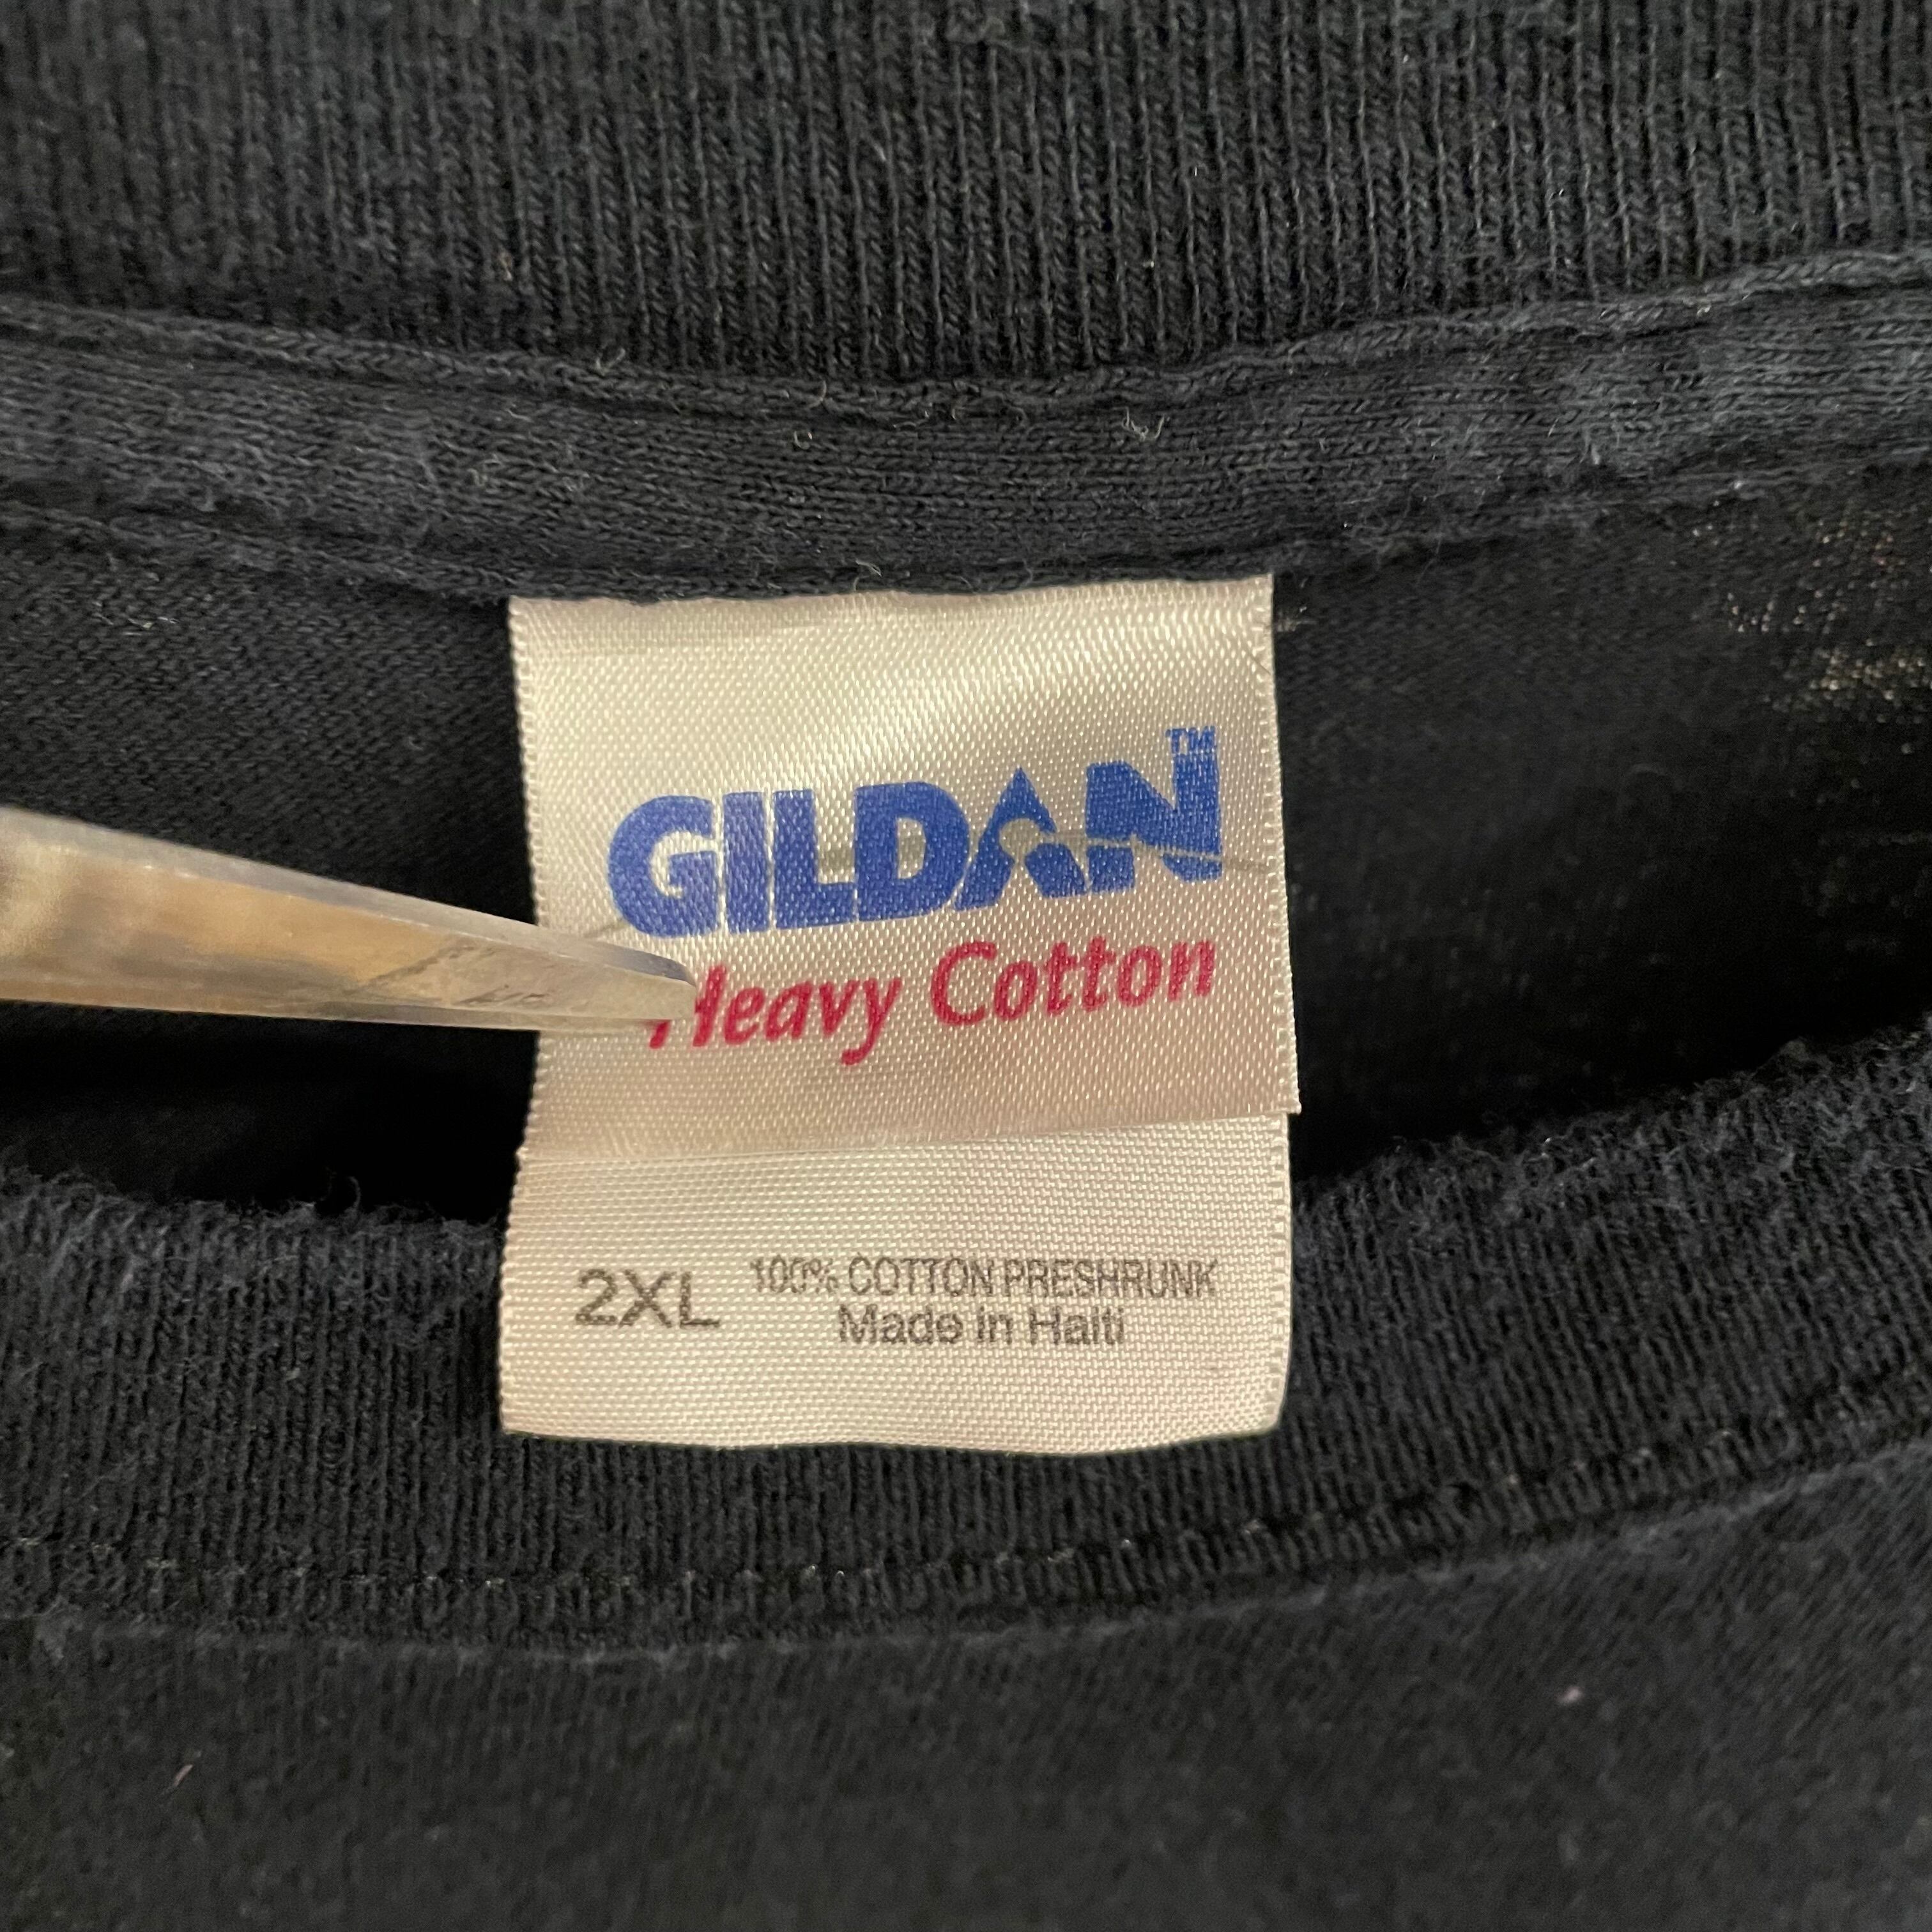 GILDAN™
Heavy Cotton
2XL 100% COTTON PRESHRUNK
Made in Haiti